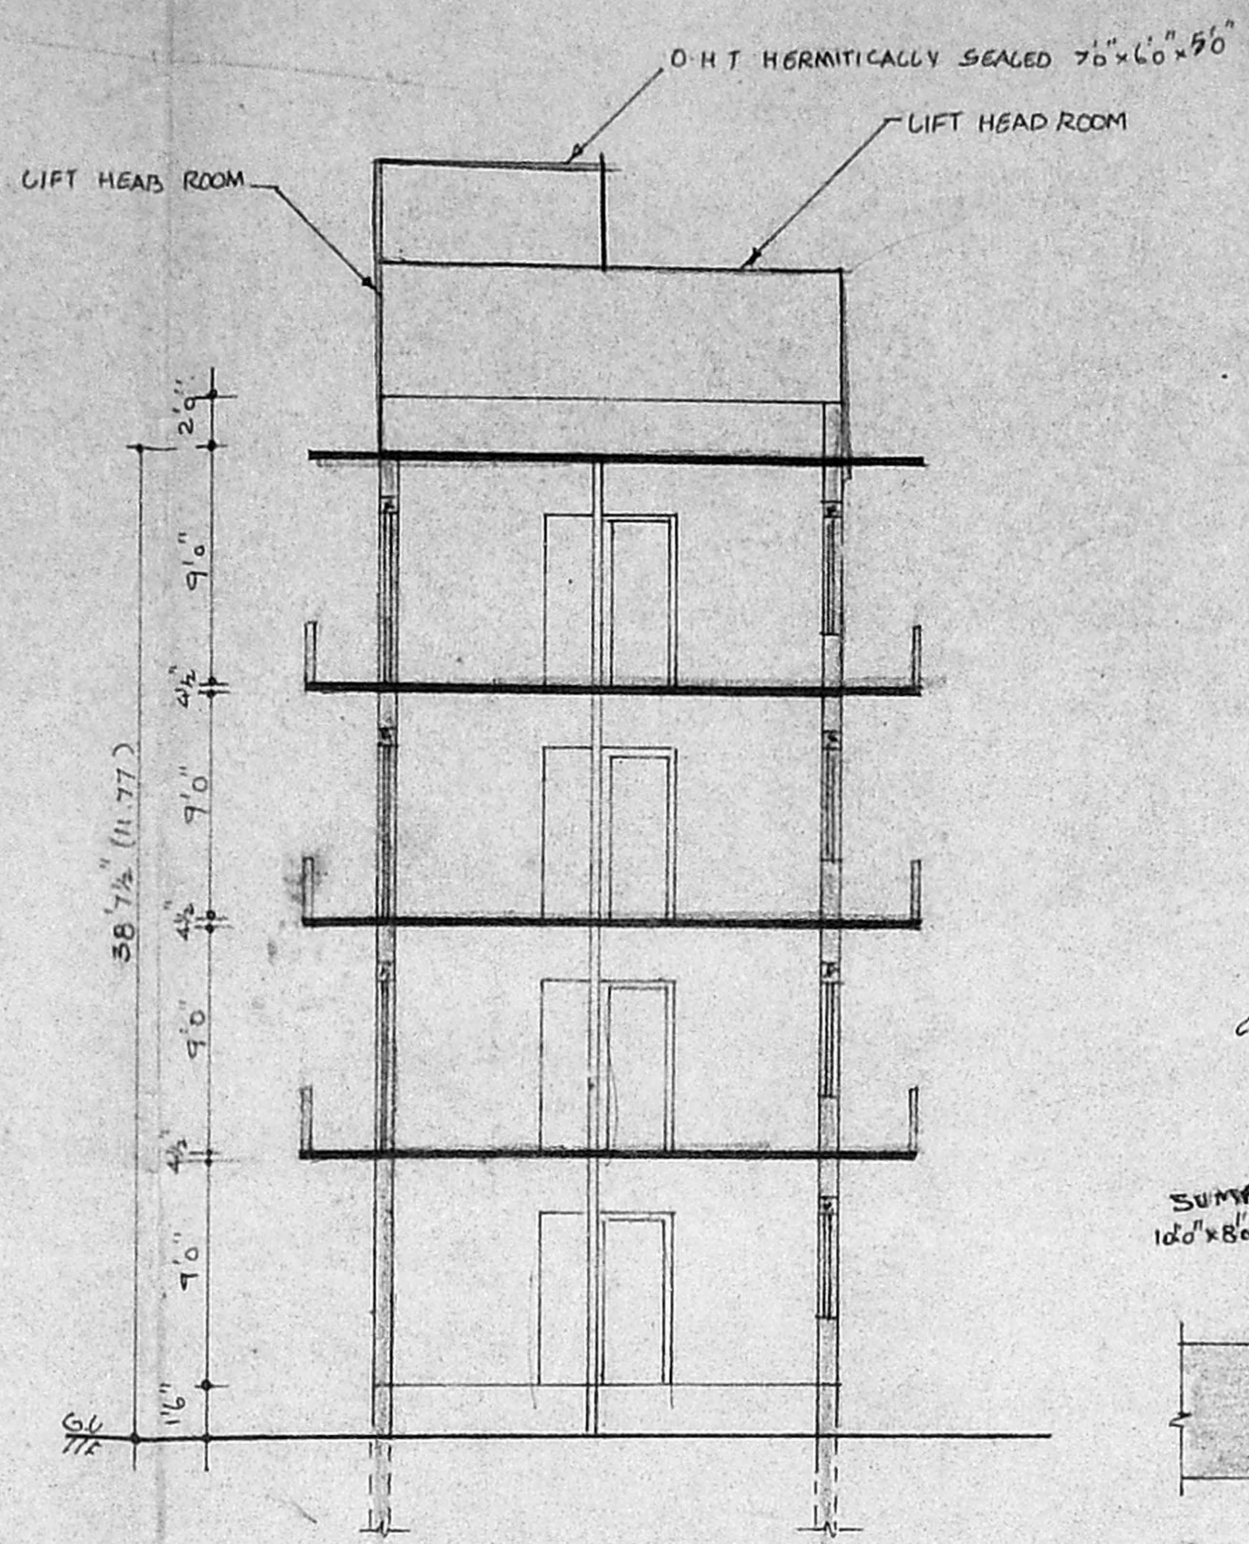 O.H.T HERMITICALLY SEALED 7'0"x6'0"x5'0"
LIFT HEAD ROOM
LIFT HEAB ROOM
2'0"
9'0"
4½"
9'0"
4½"
38'7½" (11.77)
9'0"
4½"
SUMP
10'0"x8'0"
9'0"
1'6"
G.L